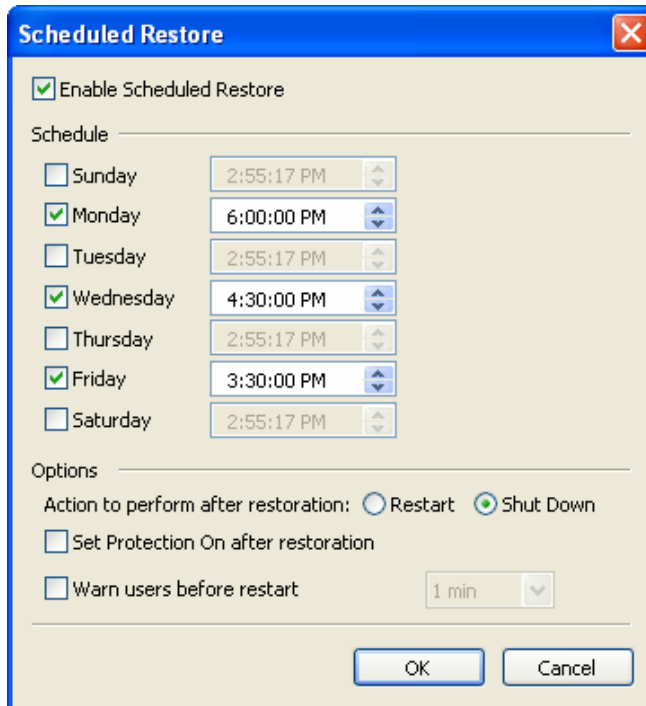 Scheduled Restore
Enable Scheduled Restore
Schedule
Sunday 2:55:17 PM
Monday 6:00:00 PM
Tuesday 2:55:17 PM
Wednesday 4:30:00 PM
Thursday 2:55:17 PM
Friday 3:30:00 PM
Saturday 2:55:17 PM
Options
Action to perform after restoration: Restart Shut Down
Set Protection On after restoration
Warn users before restart 1 min
OK Cancel